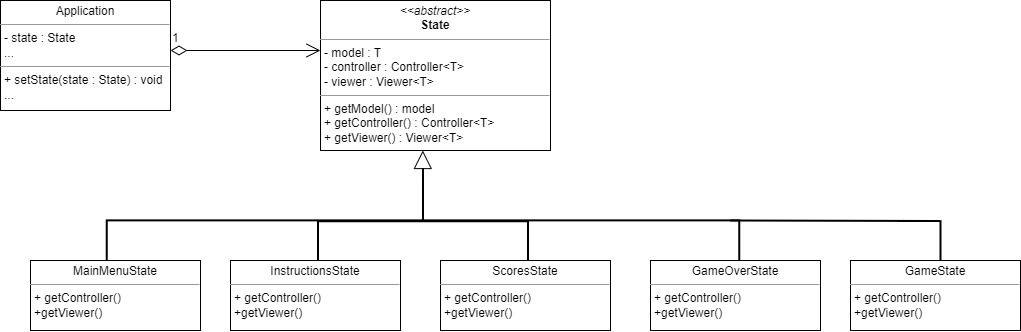 Application
- state : State
...
+ setState(state : State) : void
...
1
<<abstract>>
State
- model : T
- controller : Controller<T>
- viewer : Viewer<T>
+ getModel() : model
+ getController() : Controller<T>
+ getViewer() : Viewer<T>
MainMenuState
+ getController()
+getViewer()
InstructionsState
+ getController()
+getViewer()
ScoresState
+ getController()
+getViewer()
GameOverState
+ getController()
+getViewer()
GameState
+ getController()
+getViewer()